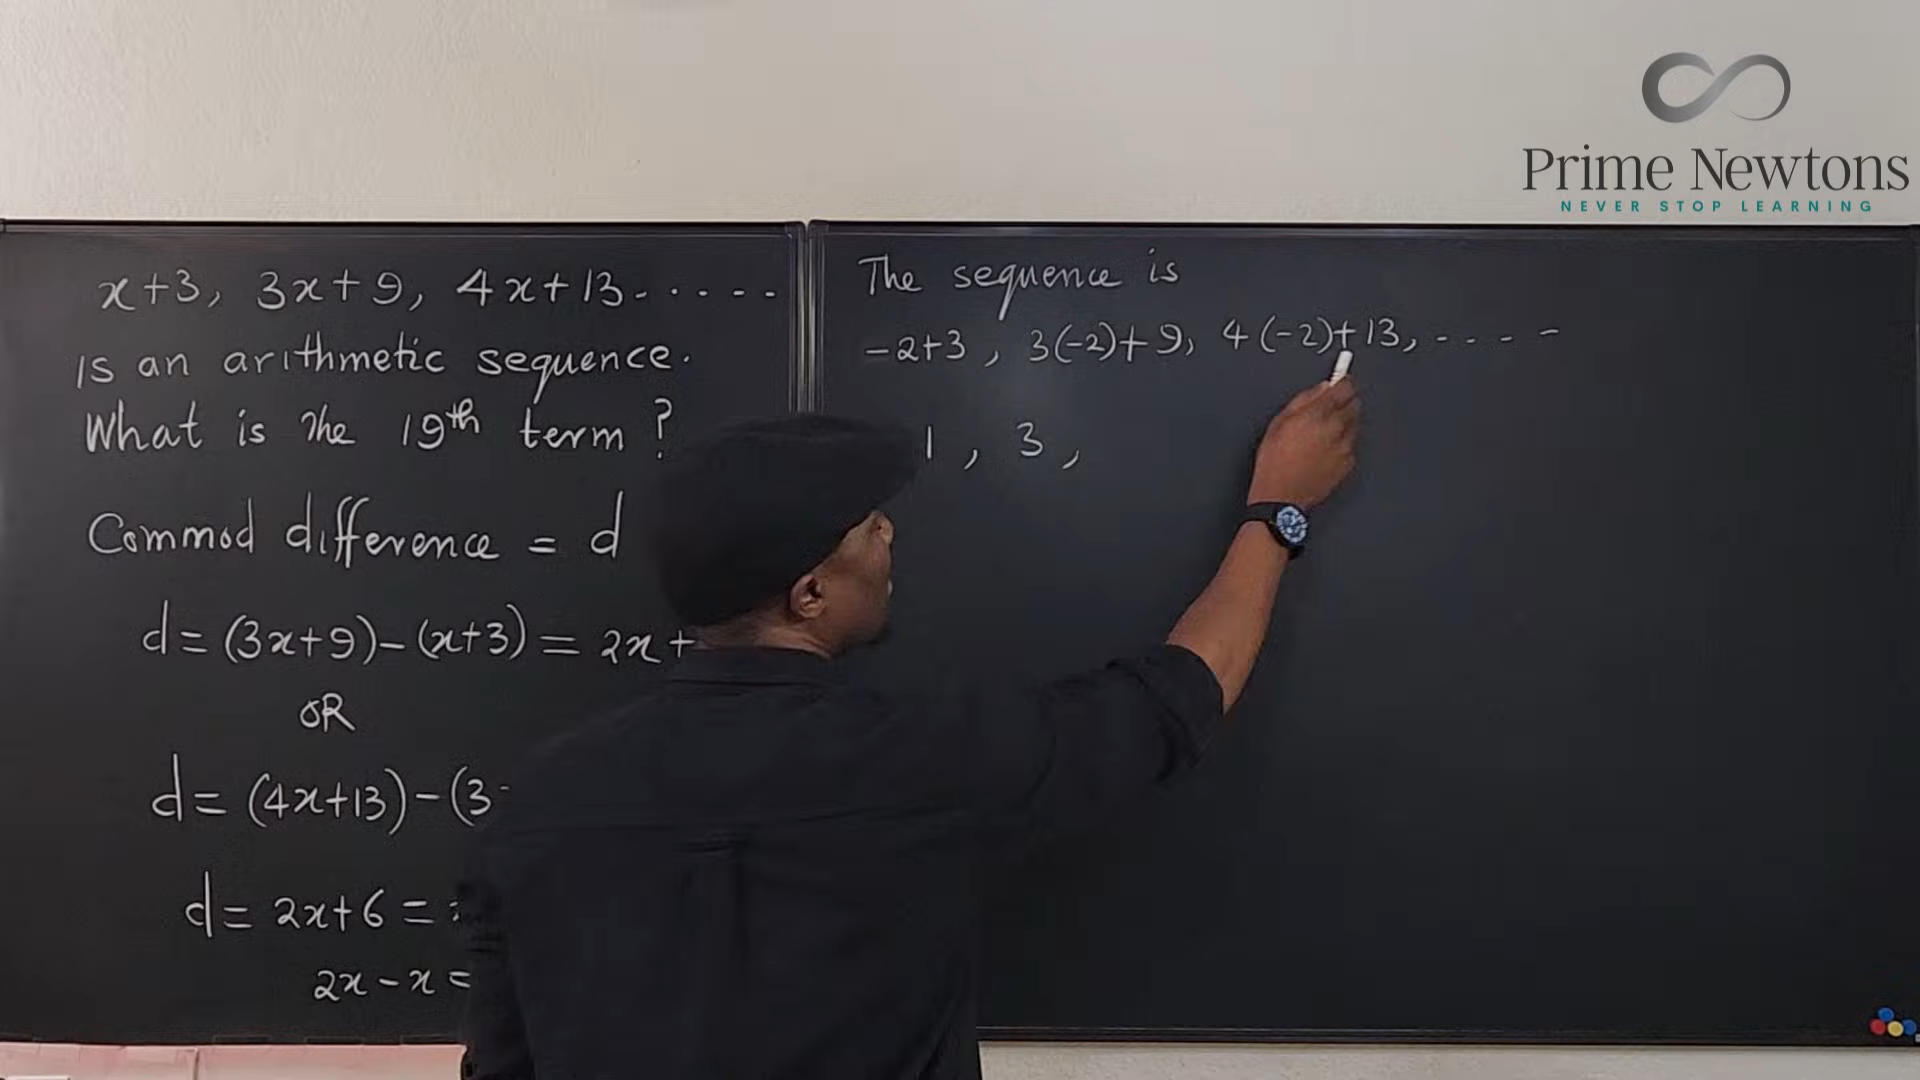 Prime Newtons
NEVER STOP LEARNING
x+3, 3x+9, 4x+13.....
is an arithmetic sequence.
What is the 19th term?
Commod difference = d
d=(3x+9)-(x+3)=2x+
OR
d=(4x+13)-(3
d=2x+6=
2x-x=
The sequence is
-2+3, 3(-2)+9, 4(-2)+13,....-
1, 3,